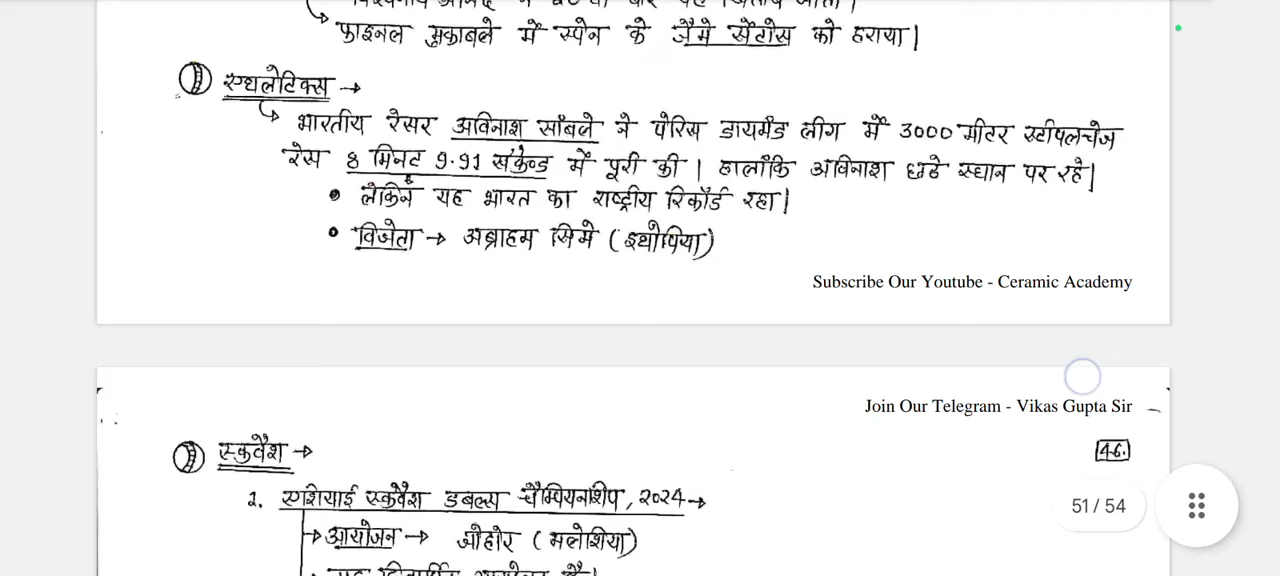 फाइनल मुकाबले में स्पेन के जैमे सैंटोस को हराया।
एथलेटिक्स →
भारतीय रेसर अविनाश साँबले ने पेरिस डायमंड लीग में 3000 मीटर स्टीपलचेज
रेस 8 मिनट 9.91 सेकेण्ड में पूरी की। हालाँकि अविनाश छठे स्थान पर रहे।
• लेकिन यह भारत का राष्ट्रीय रिकॉर्ड रहा।
• विजेता → अब्राहम सिमे (इथोपिया)
Subscribe Our Youtube - Ceramic Academy
Join Our Telegram - Vikas Gupta Sir
स्कवैश →
46.
1. एशियाई स्कवैश डबल्स चैम्पियनशिप, 2024→
→ आयोजन → जोहोर (मलेशिया)
51 / 54